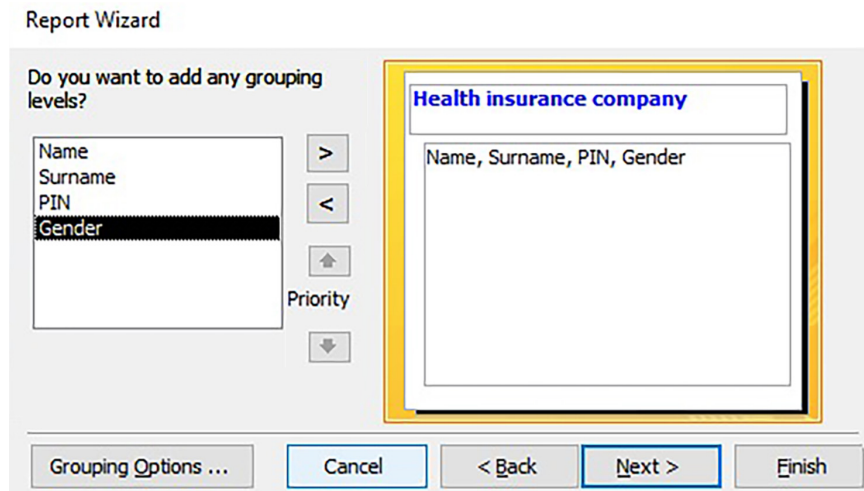 Report Wizard
Do you want to add any grouping
levels?
Name
Surname
PIN
Gender
>
<
Priority
Health insurance company
Name, Surname, PIN, Gender
Grouping Options ...
Cancel
< Back
Next >
Finish